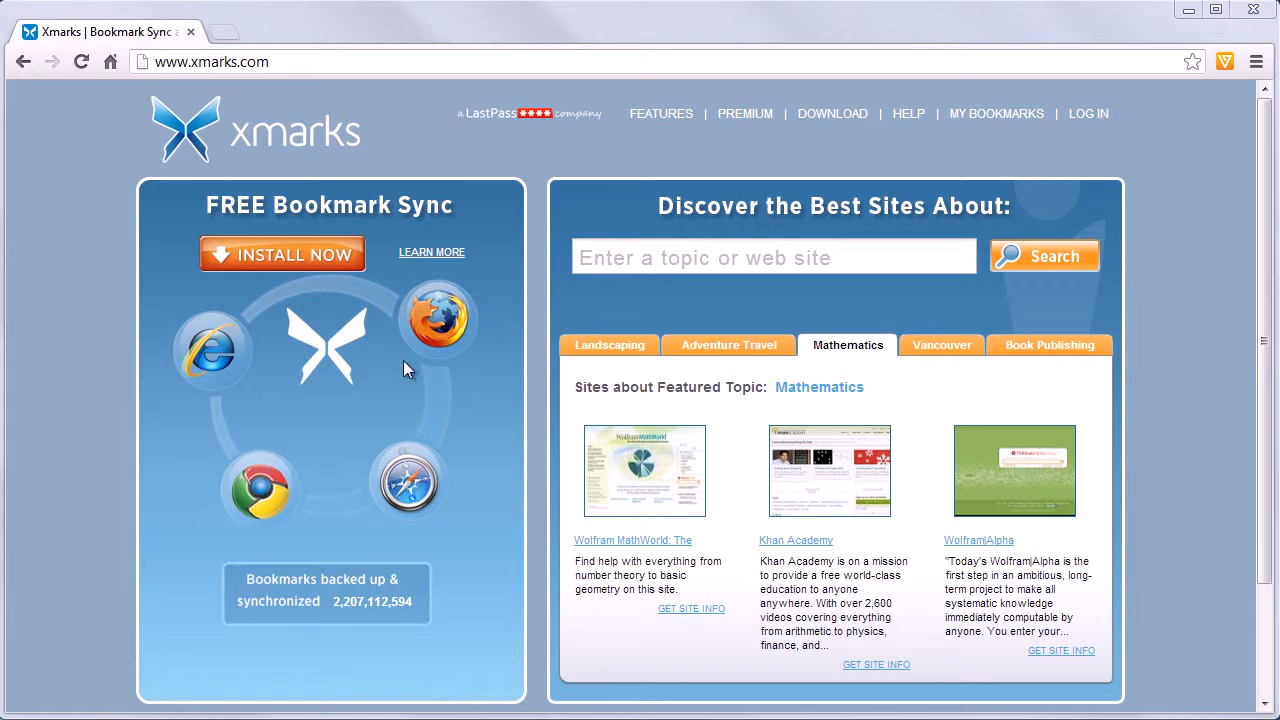 Xmarks | Bookmark Sync
www.xmarks.com
xmarks
a LastPass **** company
FEATURES | PREMIUM | DOWNLOAD | HELP | MY BOOKMARKS | LOG IN
FREE Bookmark Sync
INSTALL NOW
LEARN MORE
Bookmarks backed up &
synchronized 2,207,112,594
Discover the Best Sites About:
Enter a topic or web site
Search
Landscaping
Adventure Travel
Mathematics
Vancouver
Book Publishing
Sites about Featured Topic: Mathematics
Wolfram MathWorld
Wolfram MathWorld: The
Find help with everything from
number theory to basic
geometry on this site.
GET SITE INFO
Khan Academy
Khan Academy is on a mission
to provide a free world-class
education to anyone
anywhere. With over 2,600
videos covering everything
from arithmetic to physics,
finance, and...
GET SITE INFO
Wolfram|Alpha
"Today's Wolfram|Alpha is the
first step in an ambitious, long-
term project to make all
systematic knowledge
immediately computable by
anyone. You enter your...
GET SITE INFO